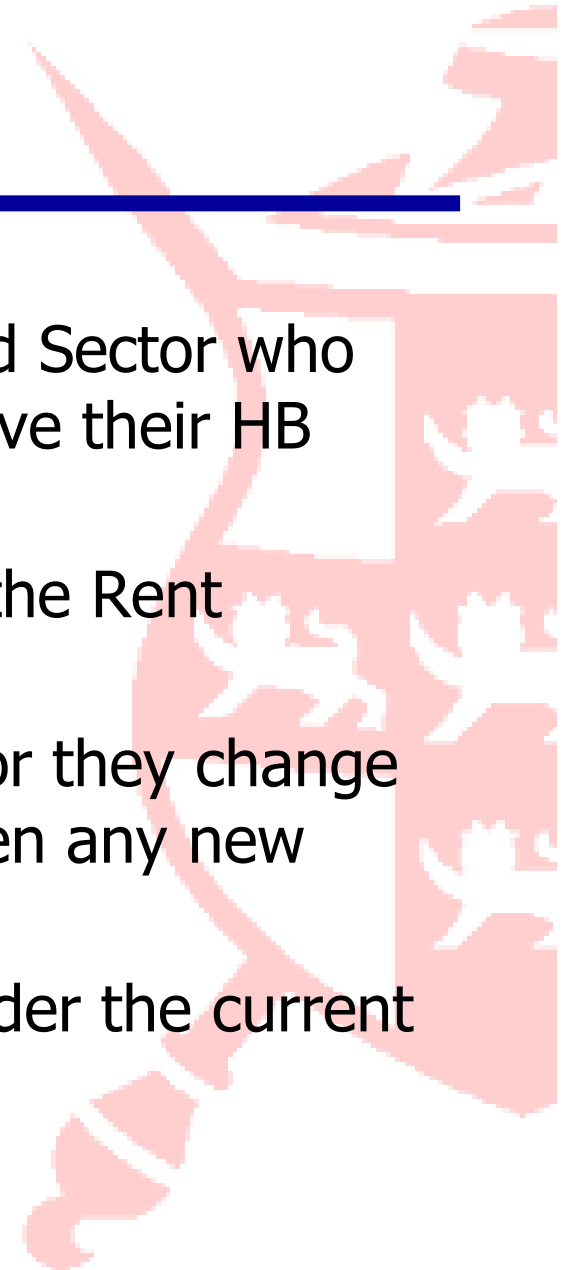 d Sector who
ve their HB
the Rent
or they change
en any new
der the current